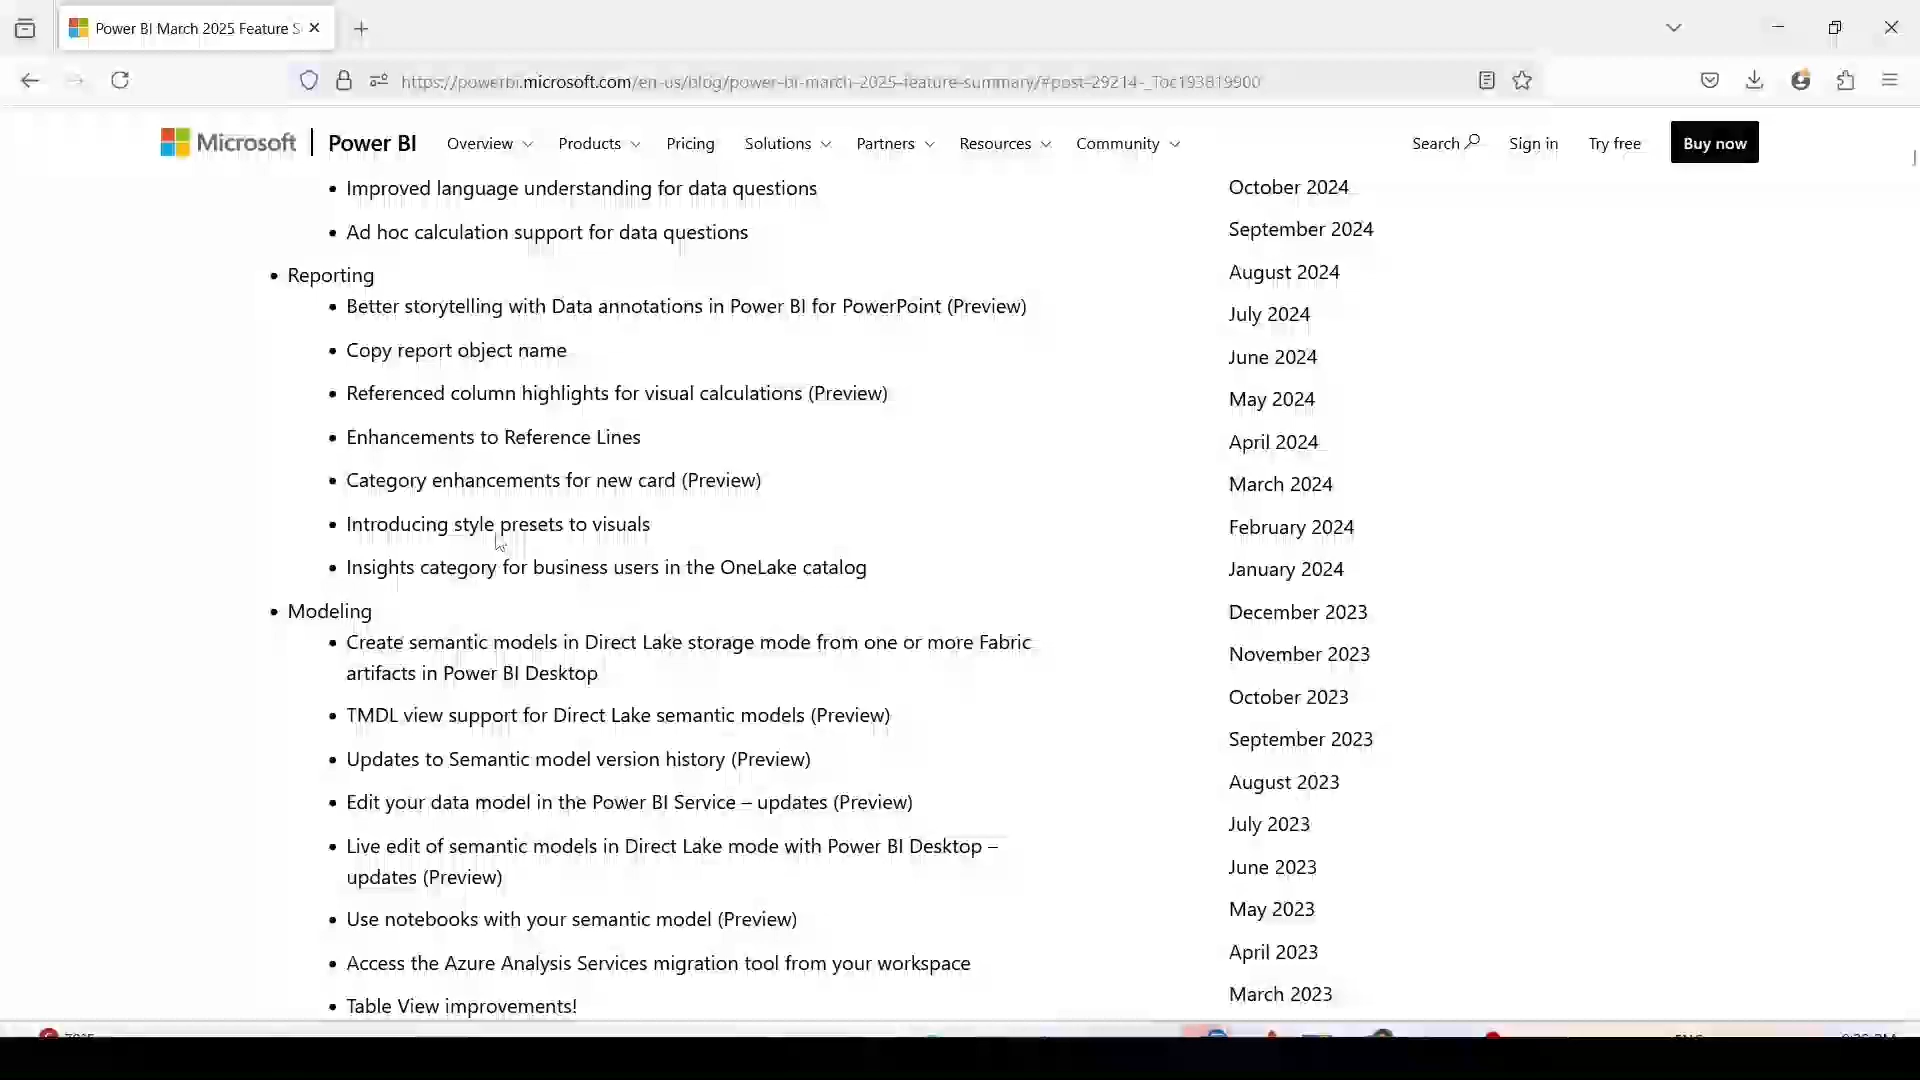 Power BI March 2025 Feature S
https://powerbi.microsoft.com/en-us/blog/power-bi-march-2025-feature-summary/#post-29214-_Toc193819900
Microsoft
Power BI
Overview
Products
Pricing
Solutions
Partners
Resources
Community
Search
Sign in
Try free
Buy now
• Improved language understanding for data questions
• Ad hoc calculation support for data questions
• Reporting
• Better storytelling with Data annotations in Power BI for PowerPoint (Preview)
• Copy report object name
• Referenced column highlights for visual calculations (Preview)
• Enhancements to Reference Lines
• Category enhancements for new card (Preview)
• Introducing style presets to visuals
• Insights category for business users in the OneLake catalog
• Modeling
• Create semantic models in Direct Lake storage mode from one or more Fabric
artifacts in Power BI Desktop
• TMDL view support for Direct Lake semantic models (Preview)
• Updates to Semantic model version history (Preview)
• Edit your data model in the Power BI Service – updates (Preview)
• Live edit of semantic models in Direct Lake mode with Power BI Desktop –
updates (Preview)
• Use notebooks with your semantic model (Preview)
• Access the Azure Analysis Services migration tool from your workspace
• Table View improvements!
October 2024
September 2024
August 2024
July 2024
June 2024
May 2024
April 2024
March 2024
February 2024
January 2024
December 2023
November 2023
October 2023
September 2023
August 2023
July 2023
June 2023
May 2023
April 2023
March 2023